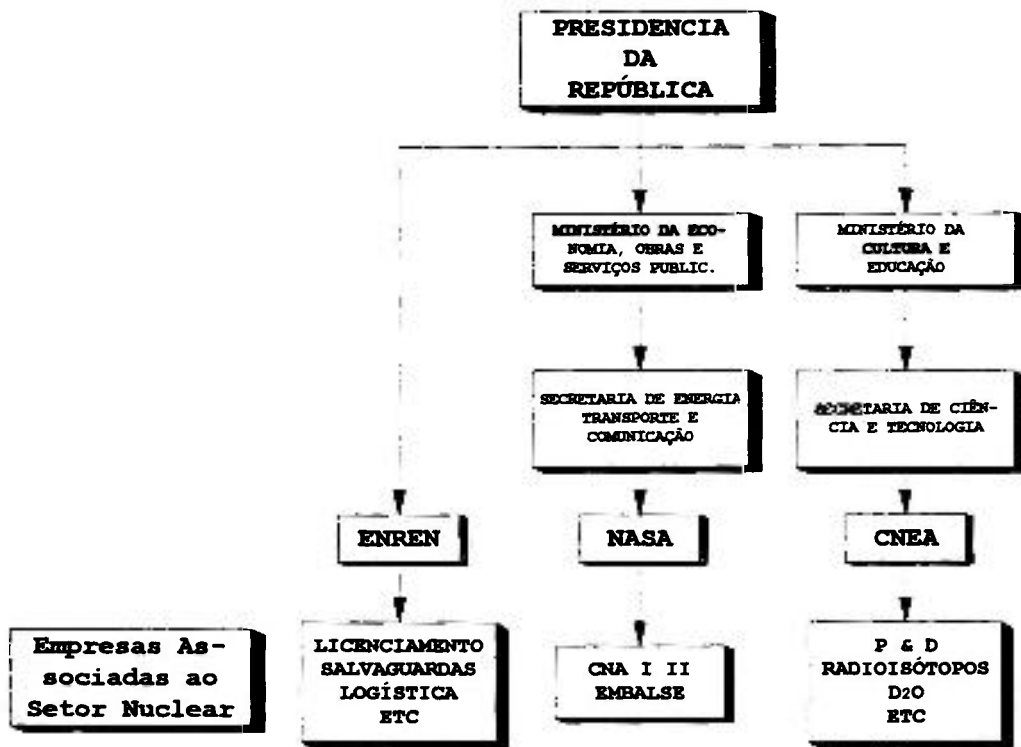 PRESIDENCIA
DA
REPÚBLICA
MINISTÉRIO DA ECO-
NOMIA, OBRAS E
SERVIÇOS PUBLIC.
MINISTÉRIO DA
CULTURA E
EDUCAÇÃO
SECRETARIA DE ENERGIA
TRANSPORTE E
COMUNICAÇÃO
SECRETARIA DE CIÊN-
CIA E TECNOLOGIA
ENREN
NASA
CNEA
Empresas As-
sociadas ao
Setor Nuclear
LICENCIAMENTO
SALVAGUARDAS
LOGÍSTICA
ETC
CNA I II
EMBALSE
P & D
RADIOISÓTOPOS
D2O
ETC